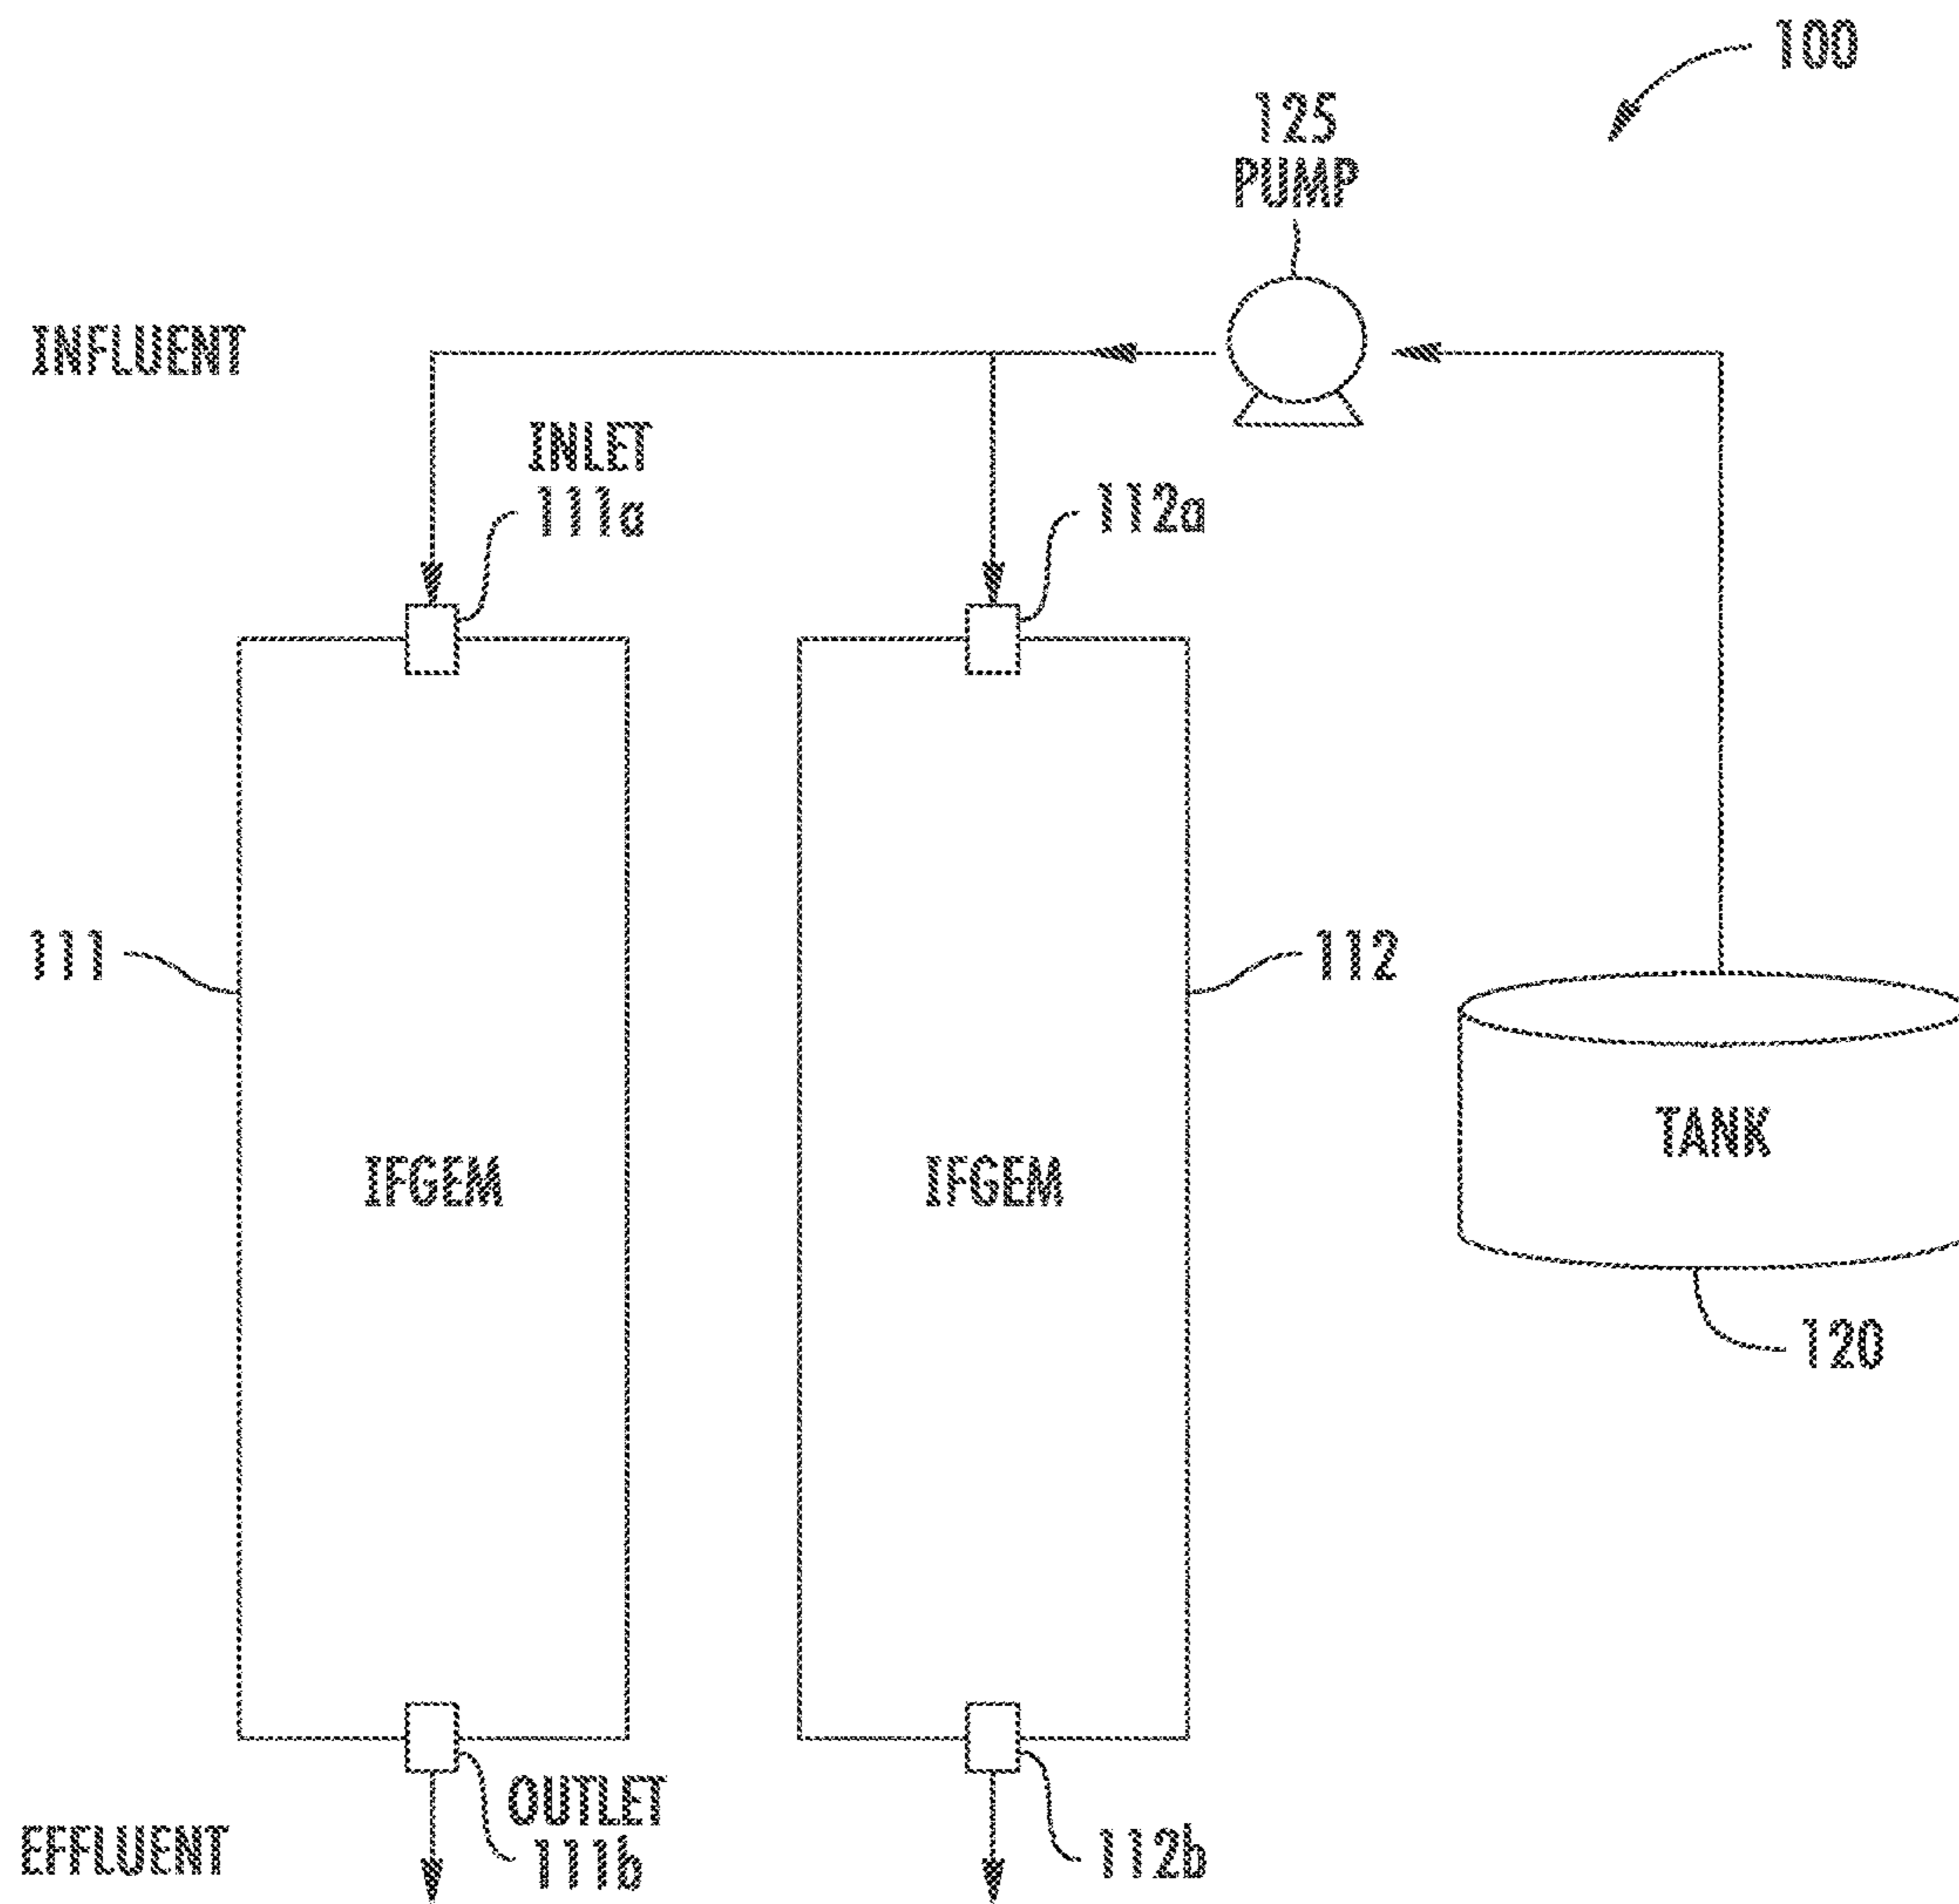 100
125
PUMP
INFLUENT
INLET
111a
112a
111
112
IFGEM
IFGEM
TANK
120
OUTLET
111b
112b
EFFLUENT